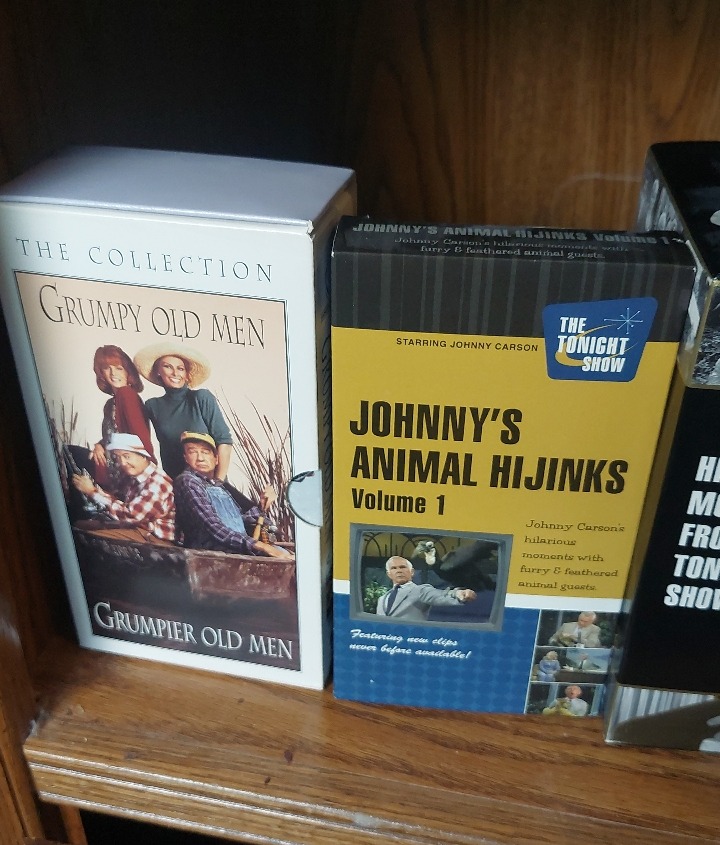 THE COLLECTION
GRUMPY OLD MEN
GRUMPIER OLD MEN
JOHNNY'S ANIMAL HIJINKS Volume 1
Johnny Carson's hilarious moments with
furry & feathered guests.
STARRING JOHNNY CARSON
THE
TONIGHT
SHOW
JOHNNY'S
ANIMAL HIJINKS
Volume 1
Johnny Carson's
hilarious
moments with
furry & feathered
animal guests.
Featuring new clips
never before available!